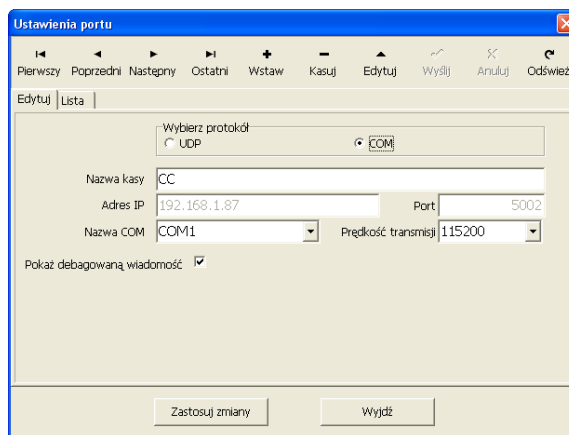 Ustawienia portu
Pierwszy Poprzedni Następny Ostatni Wstaw Kasuj Edytuj Wyślij Anuluj Odśwież
Edytuj Lista
Wybierz protokół
UDP COM
Nazwa kasy CC
Adres IP 192.168.1.87 Port 5002
Nazwa COM COM1 Prędkość transmisji 115200
Pokaż debagowaną wiadomość
Zastosuj zmiany Wyjdź